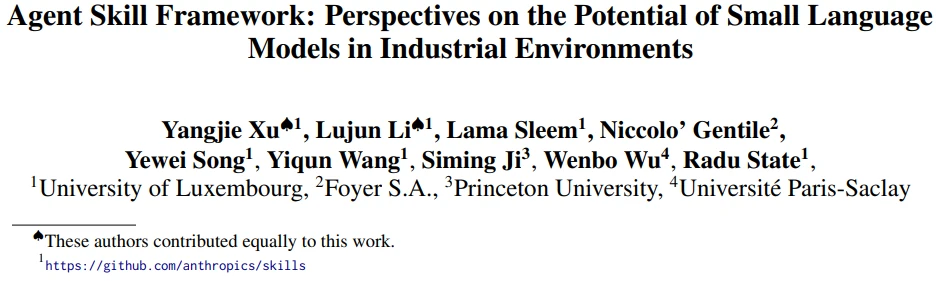 Agent Skill Framework: Perspectives on the Potential of Small Language
Models in Industrial Environments
Yangjie Xu♠1, Lujun Li♠1, Lama Sleem1, Niccolo’ Gentile2,
Yewei Song1, Yiqun Wang1, Siming Ji3, Wenbo Wu4, Radu State1,
1University of Luxembourg, 2Foyer S.A., 3Princeton University, 4Université Paris-Saclay
♠These authors contributed equally to this work.
1https://github.com/anthropics/skills